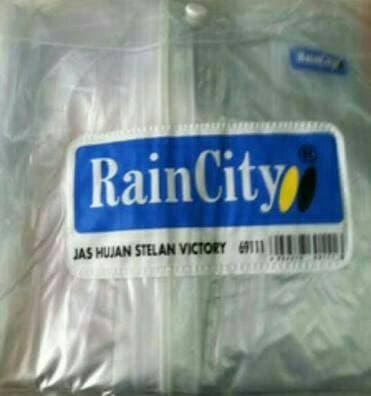 RainCity
RainCity
®
JAS HUJAN STELAN VICTORY 69111